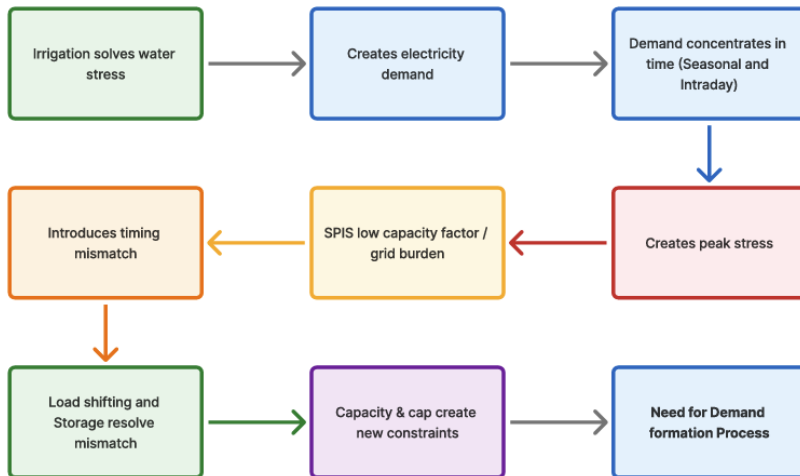 Irrigation solves water
stress
Creates electricity
demand
Demand concentrates in
time (Seasonal and
Intraday)
Creates peak stress
SPIS low capacity factor /
grid burden
Introduces timing
mismatch
Load shifting and
Storage resolve
mismatch
Capacity & cap create
new constraints
Need for Demand
formation Process